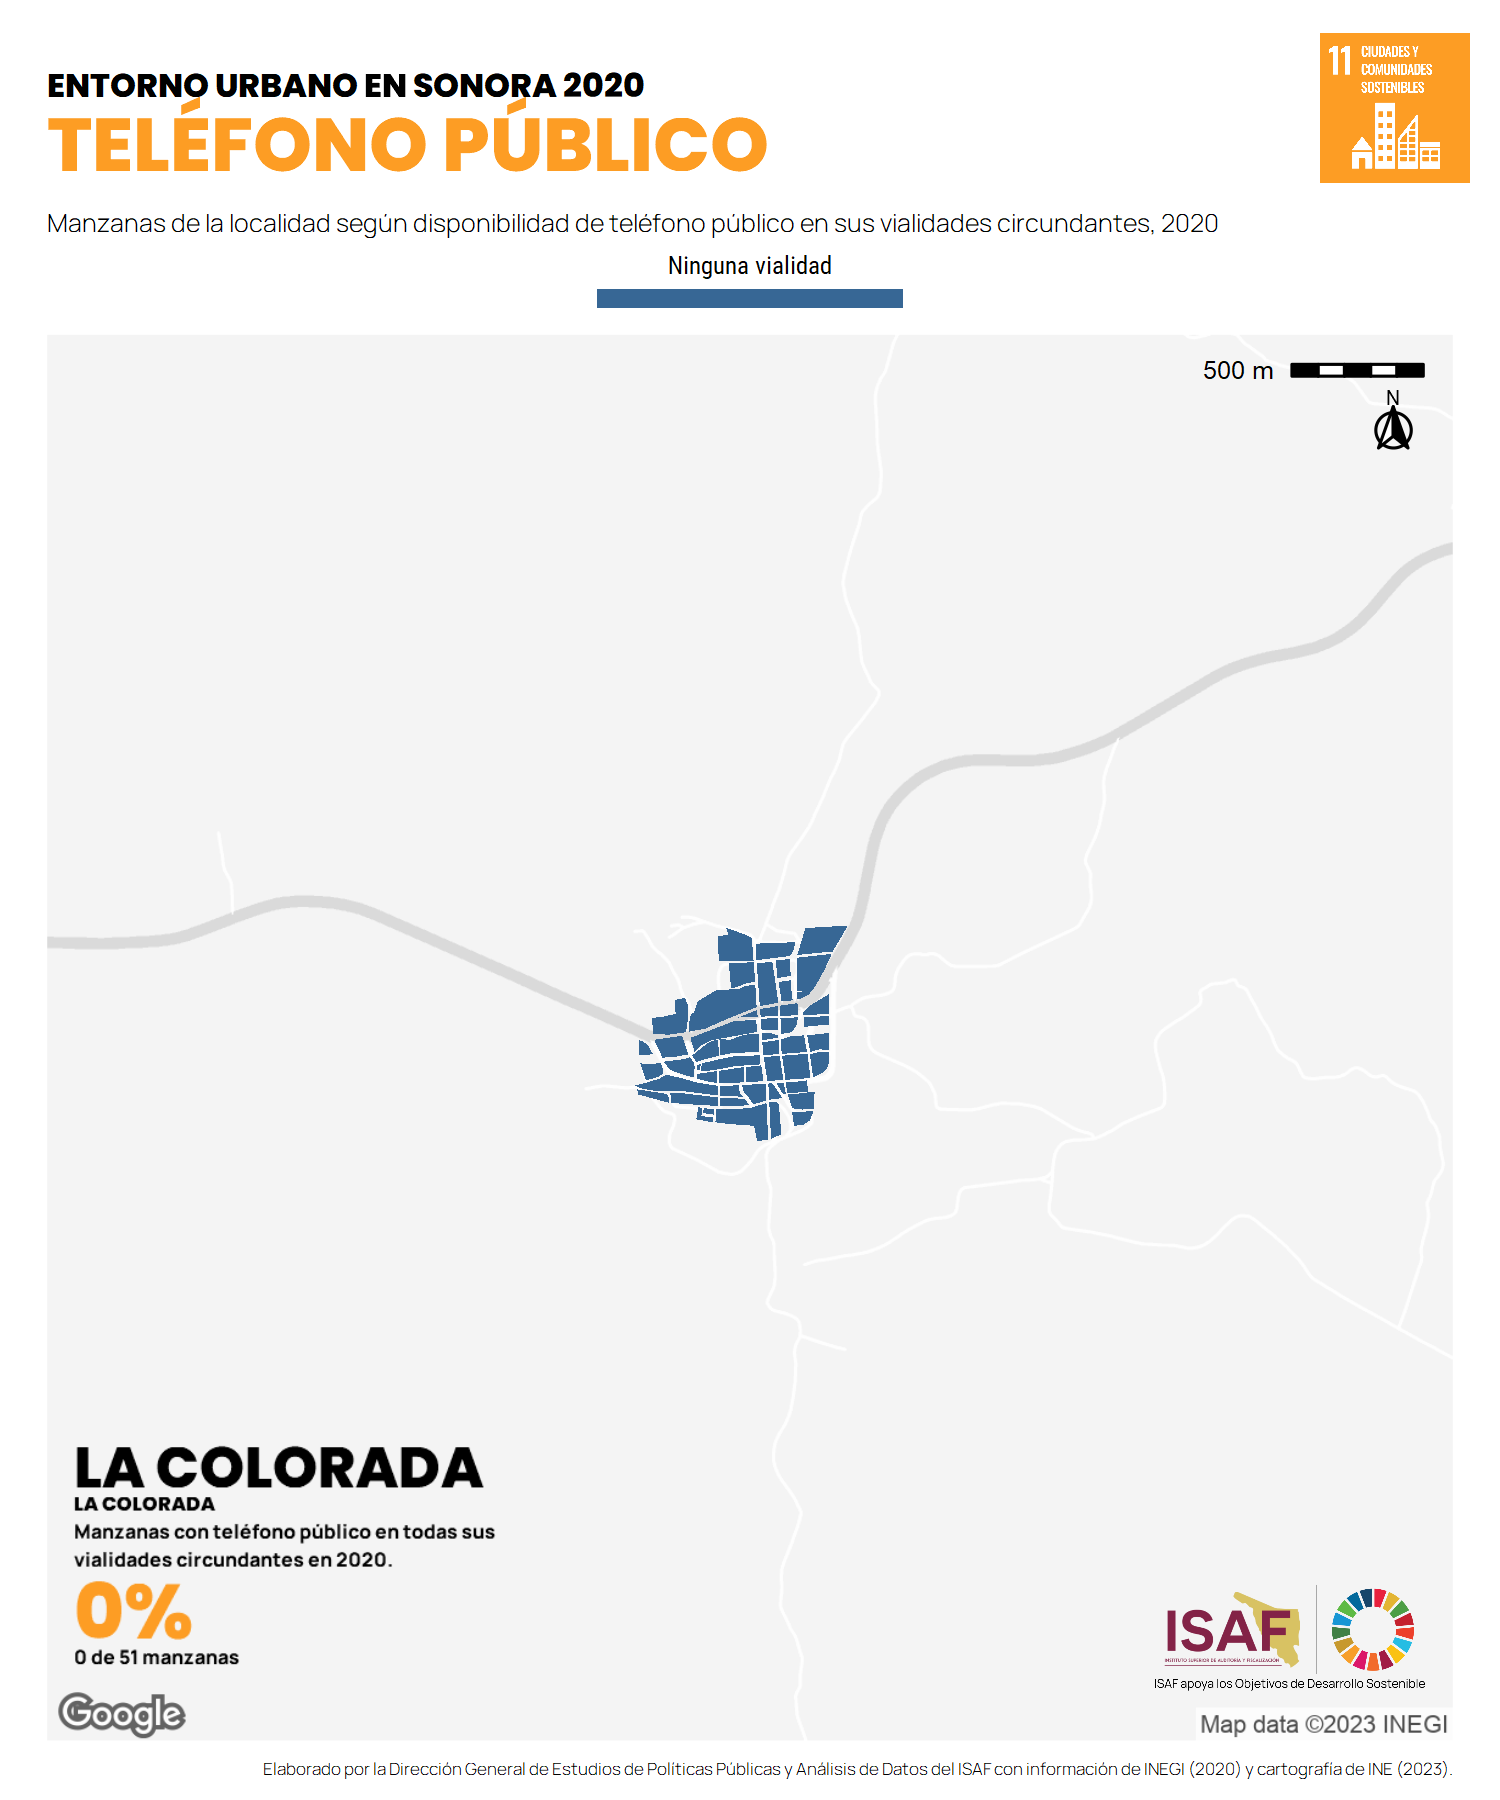 11 CIUDADES Y
COMUNIDADES
SOSTENIBLES
ENTORNO URBANO EN SONORA 2020
TELÉFONO PÚBLICO
Manzanas de la localidad según disponibilidad de teléfono público en sus vialidades circundantes, 2020
Ninguna vialidad
500 m
N
LA COLORADA
LA COLORADA
Manzanas con teléfono público en todas sus
vialidades circundantes en 2020.
0%
0 de 51 manzanas
ISAF
INSTITUTO SUPERIOR DE AUDITORÍA Y FISCALIZACIÓN
ISAF apoya los Objetivos de Desarrollo Sostenible
Google
Map data ©2023 INEGI
Elaborado por la Dirección General de Estudios de Políticas Públicas y Análisis de Datos del ISAF con información de INEGI (2020) y cartografía de INE (2023).